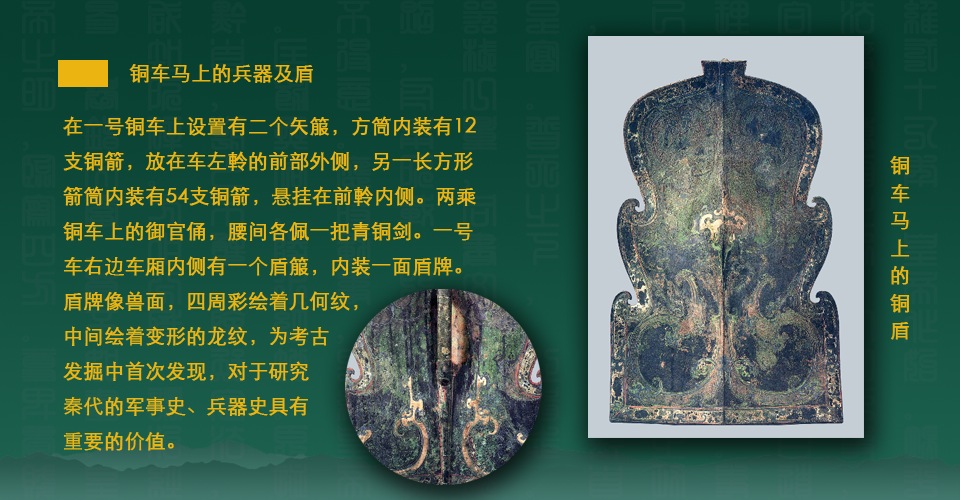 铜车马上的兵器及盾
在一号铜车上设置有二个矢箙，方筒内装有12
支铜箭，放在车左軨的前部外侧，另一长方形
箭筒内装有54支铜箭，悬挂在前軨内侧。两乘
铜车上的御官俑，腰间各佩一把青铜剑。一号
车右边车厢内侧有一个盾箙，内装一面盾牌。
盾牌像兽面，四周彩绘着几何纹，
中间绘着变形的龙纹，为考古
发掘中首次发现，对于研究
秦代的军事史、兵器史具有
重要的价值。
铜车马上的铜盾